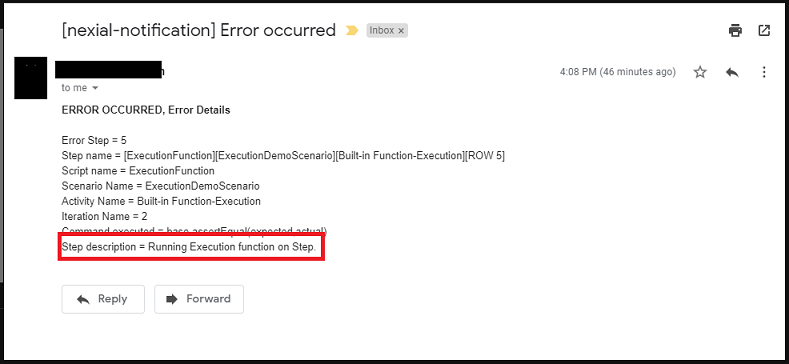 [nexial-notification] Error occurred
Inbox x
4:08 PM (46 minutes ago)
to me
ERROR OCCURRED, Error Details
Error Step = 5
Step name = [ExecutionFunction][ExecutionDemoScenario][Built-in Function-Execution][ROW 5]
Script name = ExecutionFunction
Scenario Name = ExecutionDemoScenario
Activity Name = Built-in Function-Execution
Iteration Name = 2
Command executed = base.assertEqual(expected,actual)
Step description = Running Execution function on Step.
Reply
Forward